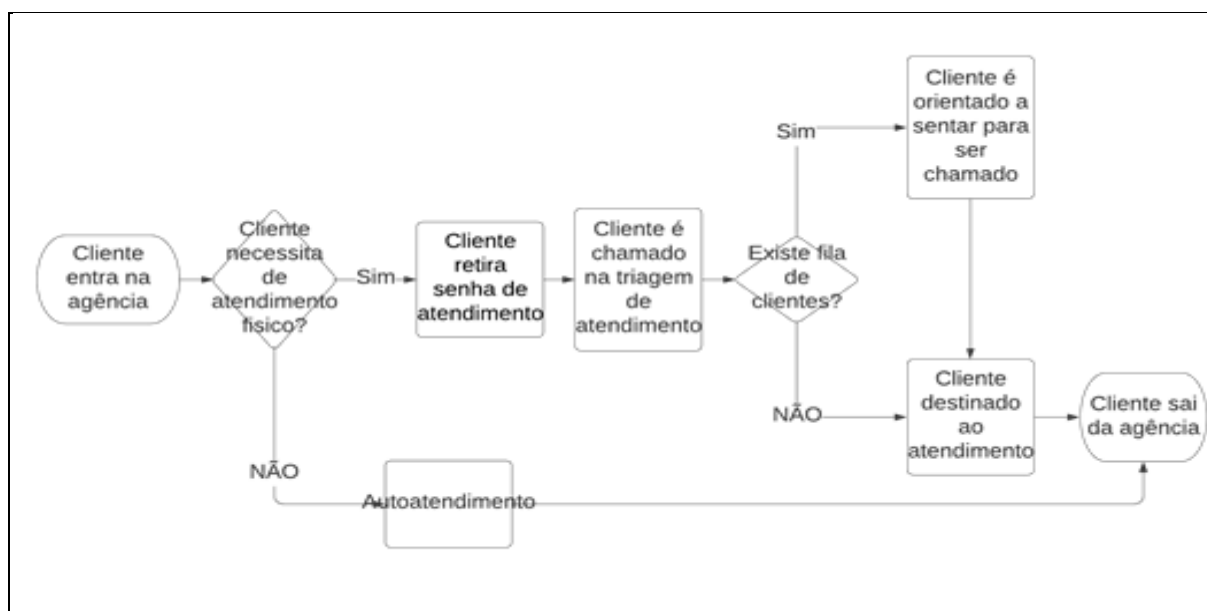 Cliente
entra na
agência
Cliente
necessita
de
atendimento
físico?
Sim
Cliente
retira
senha de
atendimento
Cliente é
chamado
na triagem
de
atendimento
Existe fila
de
clientes?
Sim
Cliente é
orientado a
sentar para
ser
chamado
NÃO
Cliente
destinado
ao
atendimento
Cliente sai
da agência
NÃO
Autoatendimento